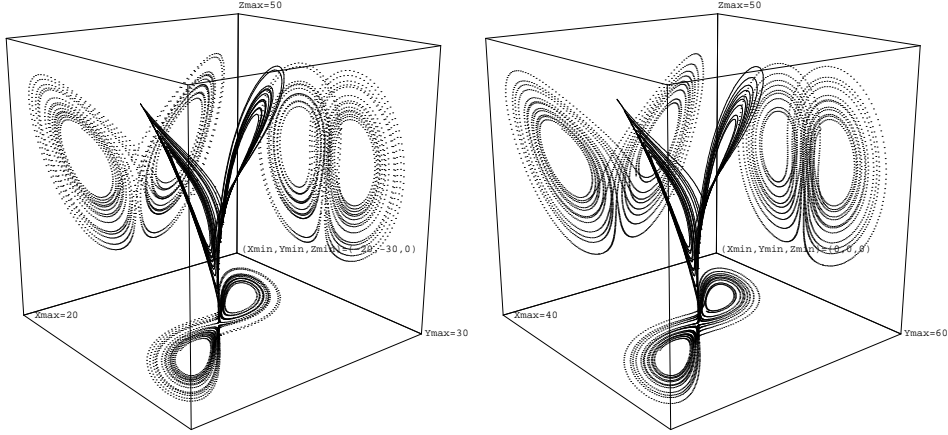 Zmax=50
(Xmin,Ymin,Zmin)=(-20,-30,0)
Xmax=20
Ymax=30
Zmax=50
(Xmin,Ymin,Zmin)=(0,0,0)
Xmax=40
Ymax=60